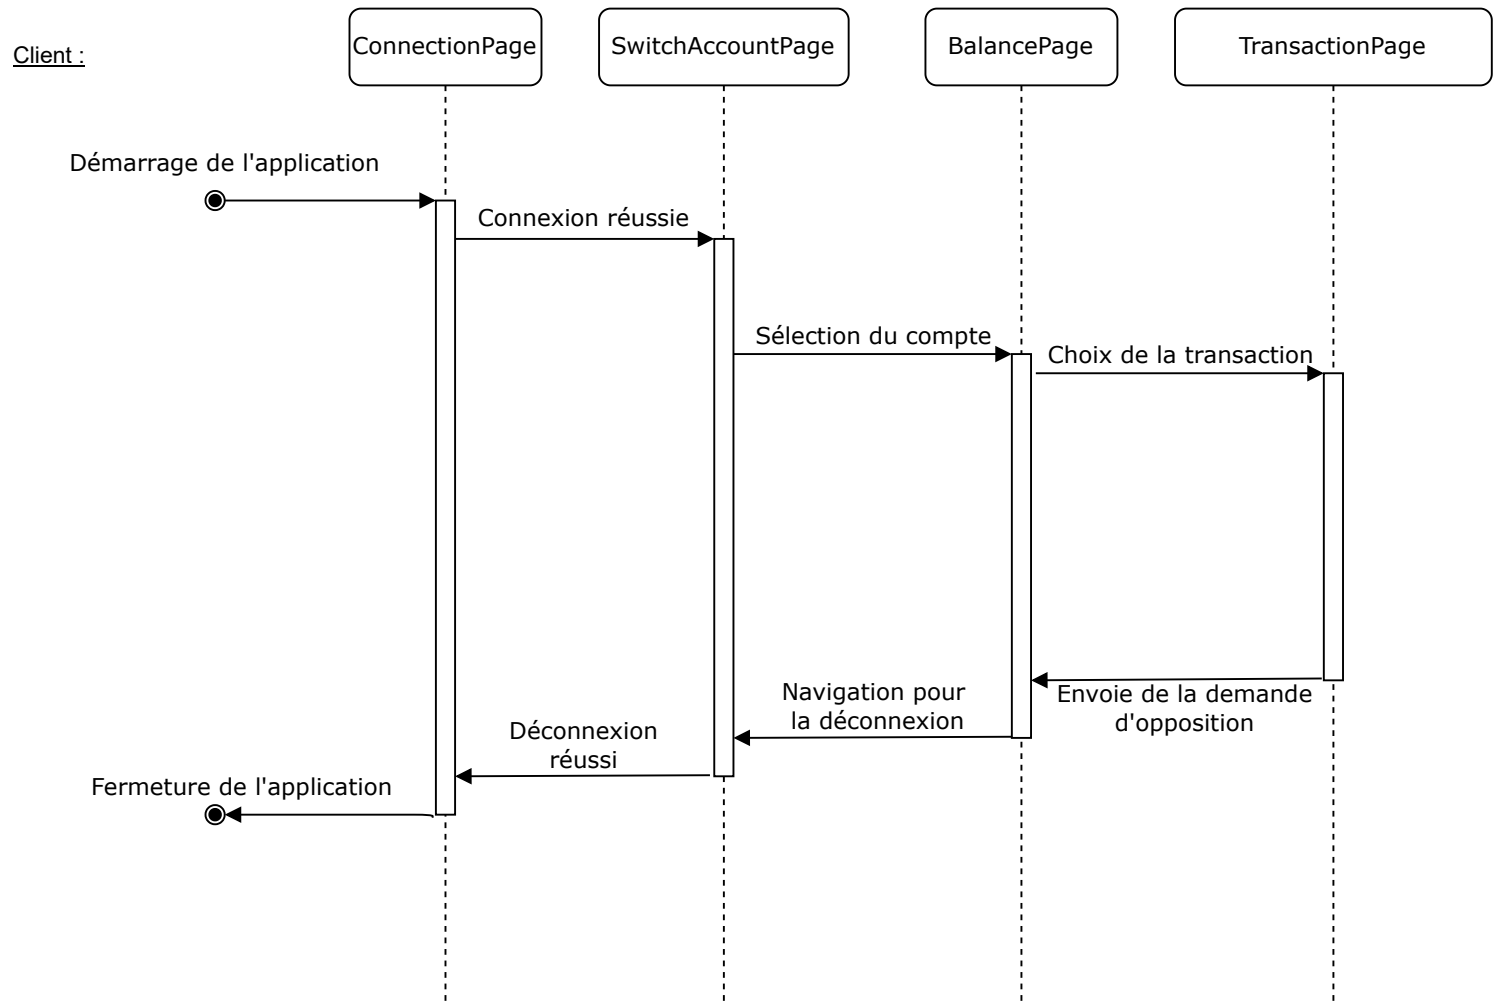 Client :
ConnectionPage
SwitchAccountPage
BalancePage
TransactionPage
Démarrage de l'application
Connexion réussie
Sélection du compte
Choix de la transaction
Envoie de la demande
d'opposition
Navigation pour
la déconnexion
Déconnexion
réussi
Fermeture de l'application